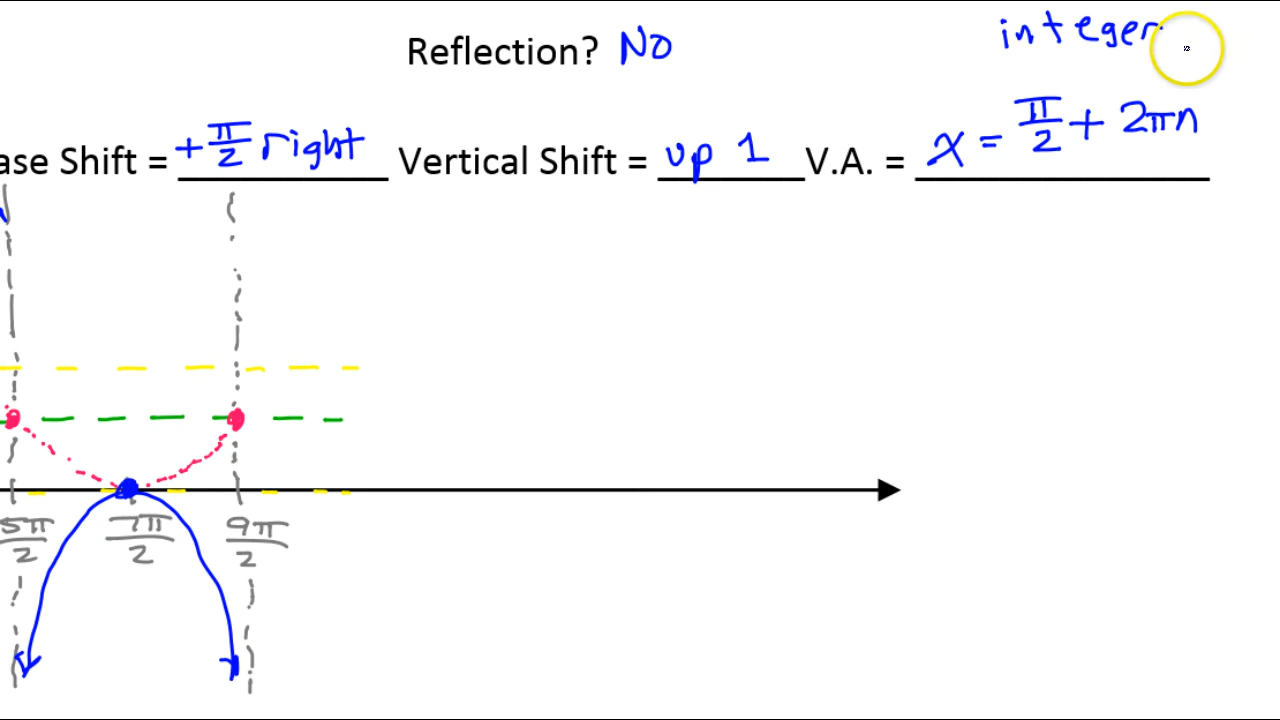 integer
Reflection? No
ase Shift = +π/2 right Vertical Shift = up 1 V.A. = x = π/2 + 2πn
5π/2 7π/2 9π/2